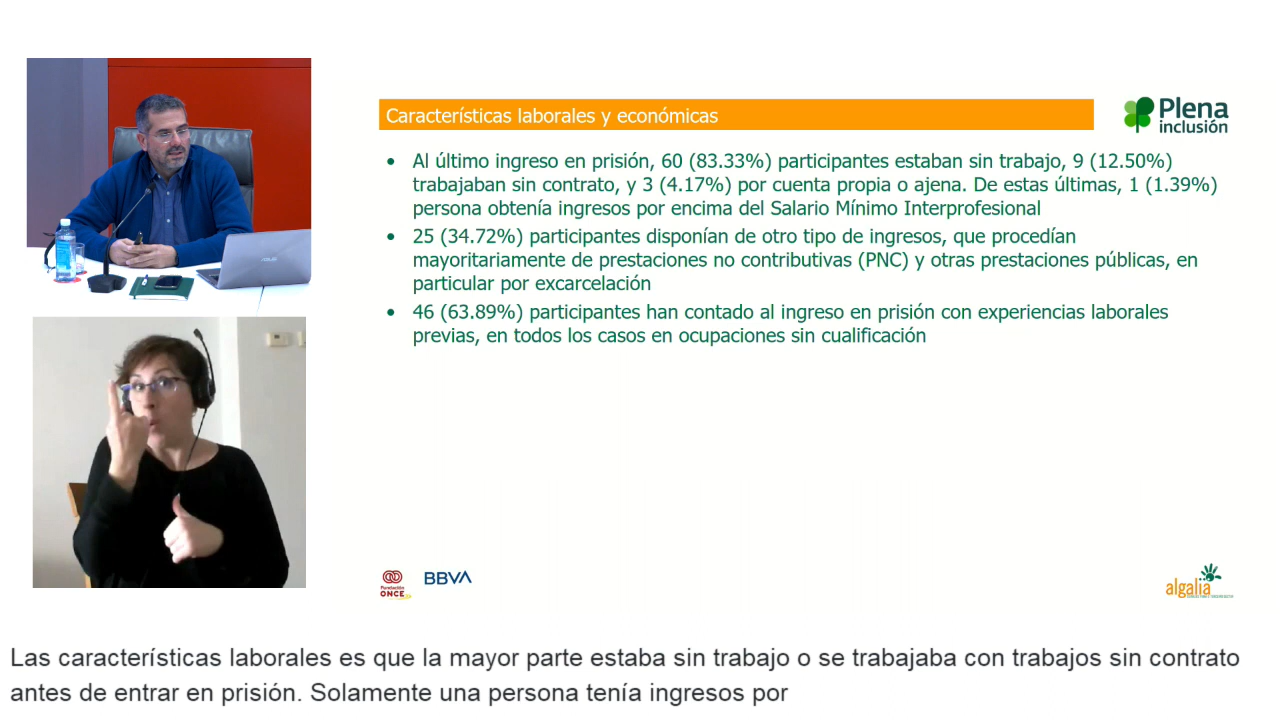 Características laborales y económicas
Plena
inclusión
• Al último ingreso en prisión, 60 (83.33%) participantes estaban sin trabajo, 9 (12.50%)
trabajaban sin contrato, y 3 (4.17%) por cuenta propia o ajena. De estas últimas, 1 (1.39%)
persona obtenía ingresos por encima del Salario Mínimo Interprofesional
• 25 (34.72%) participantes disponían de otro tipo de ingresos, que procedían
mayoritariamente de prestaciones no contributivas (PNC) y otras prestaciones públicas, en
particular por excarcelación
• 46 (63.89%) participantes han contado al ingreso en prisión con experiencias laborales
previas, en todos los casos en ocupaciones sin cualificación
ASUS
Fundación
ONCE
BBVA
algalia
Las características laborales es que la mayor parte estaba sin trabajo o se trabajaba con trabajos sin contrato
antes de entrar en prisión. Solamente una persona tenía ingresos por